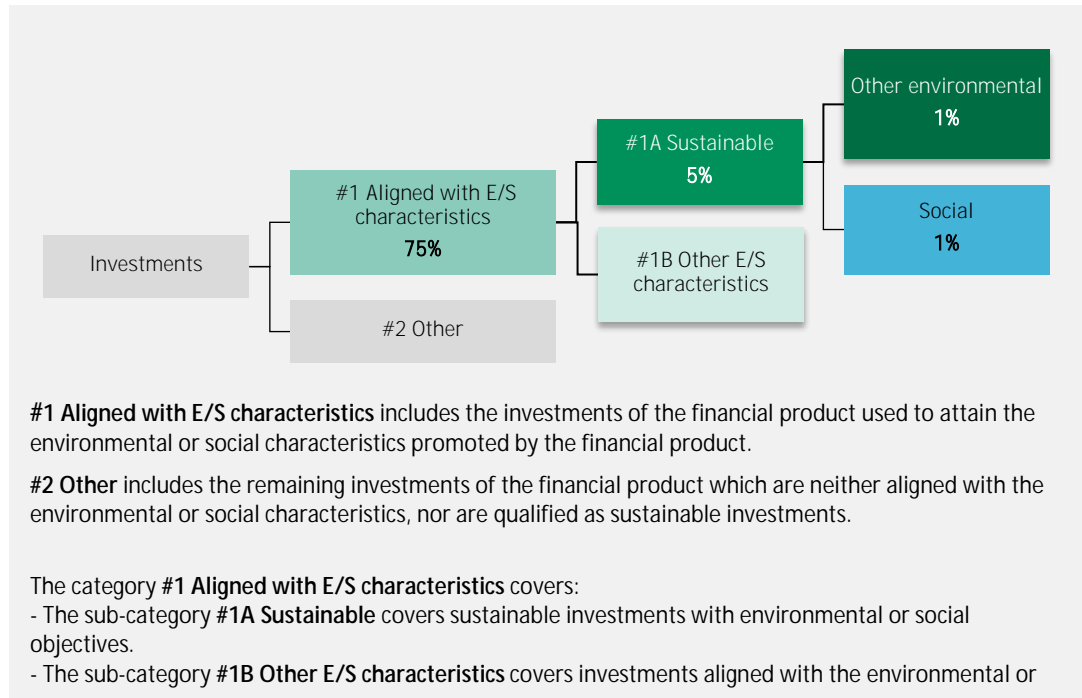 Other environmental
1%
#1A Sustainable
5%
#1 Aligned with E/S
characteristics
75%
Social
1%
Investments
#1B Other E/S
characteristics
#2 Other
#1 Aligned with E/S characteristics includes the investments of the financial product used to attain the
environmental or social characteristics promoted by the financial product.
#2 Other includes the remaining investments of the financial product which are neither aligned with the
environmental or social characteristics, nor are qualified as sustainable investments.
The category #1 Aligned with E/S characteristics covers:
- The sub-category #1A Sustainable covers sustainable investments with environmental or social
objectives.
- The sub-category #1B Other E/S characteristics covers investments aligned with the environmental or